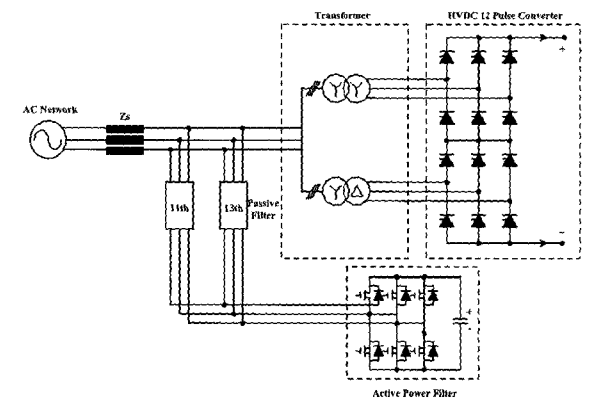 Transformer
HVDC 12 Pulse Converter
AC Network
Zs
11th
13th
Passive
Filter
Y Y
Y Δ
+
-
+
-
Active Power Filter